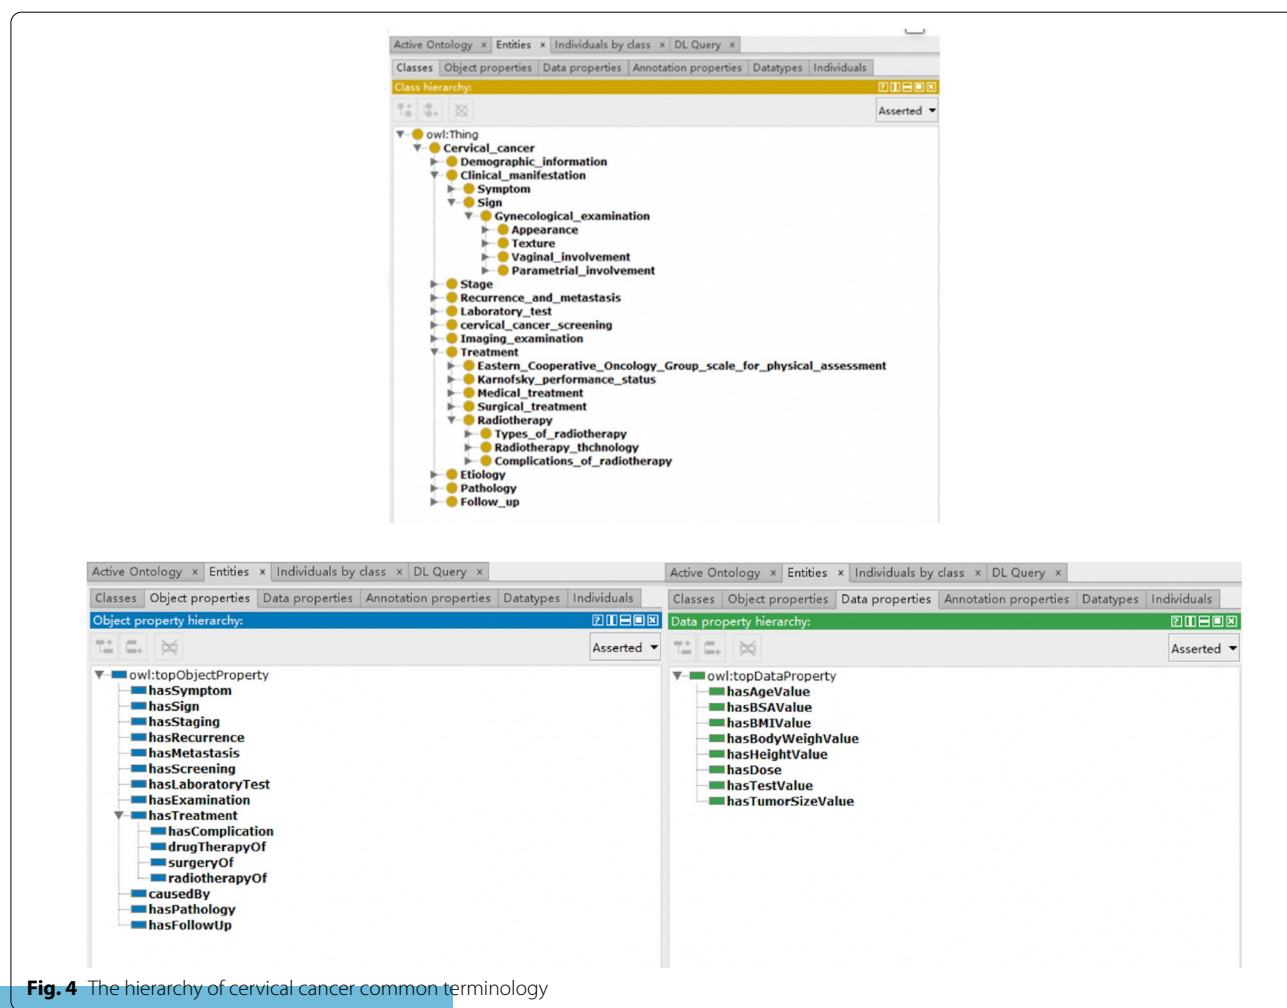 Active Ontology × Entities × Individuals by class × DL Query ×
Classes Object properties Data properties Annotation properties Datatypes Individuals
Class hierarchy:
Asserted
owl:Thing
Cervical_cancer
Demographic_information
Clinical_manifestation
Symptom
Sign
Gynecological_examination
Appearance
Texture
Vaginal_involvement
Parametrial_involvement
Stage
Recurrence_and_metastasis
Laboratory_test
cervical_cancer_screening
Imaging_examination
Treatment
Eastern_Cooperative_Oncology_Group_scale_for_physical_assessment
Karnofsky_performance_status
Medical_treatment
Surgical_treatment
Radiotherapy
Types_of_radiotherapy
Radiotherapy_thchnology
Complications_of_radiotherapy
Etiology
Pathology
Follow_up
Active Ontology × Entities × Individuals by class × DL Query ×
Classes Object properties Data properties Annotation properties Datatypes Individuals
Object property hierarchy:
Asserted
owl:topObjectProperty
hasSymptom
hasSign
hasStaging
hasRecurrence
hasMetastasis
hasScreening
hasLaboratoryTest
hasExamination
hasTreatment
hasComplication
drugTherapyOf
surgeryOf
radiotherapyOf
causedBy
hasPathology
hasFollowUp
Active Ontology × Entities × Individuals by class × DL Query ×
Classes Object properties Data properties Annotation properties Datatypes Individuals
Data property hierarchy:
Asserted
owl:topDataProperty
hasAgeValue
hasBSAValue
hasBMIValue
hasBodyWeighValue
hasHeightValue
hasDose
hasTestValue
hasTumorSizeValue
Fig. 4 The hierarchy of cervical cancer common terminology